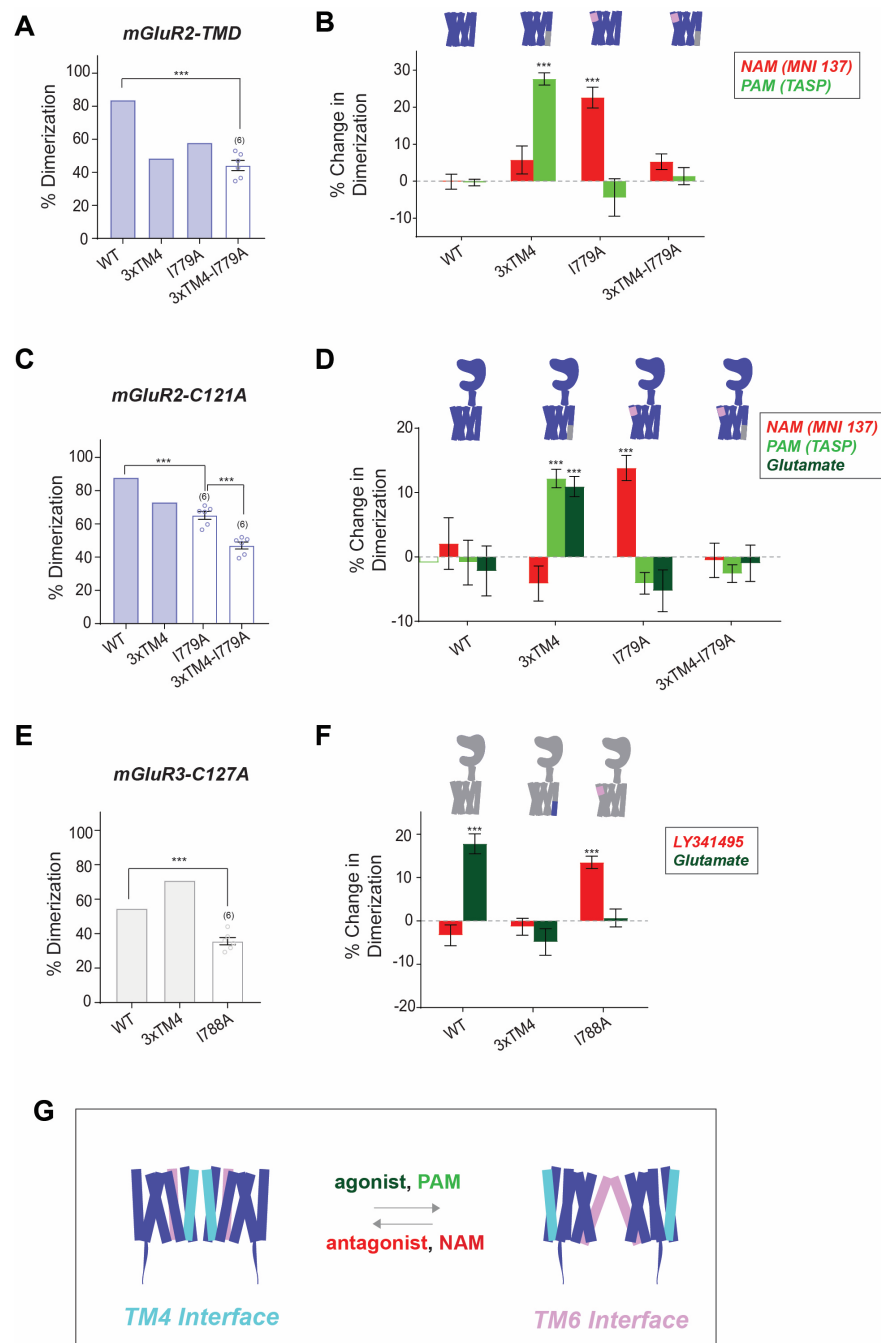 A
mGluR2-TMD
% Dimerization
100
80
60
40
20
0
***
(6)
WT
3xTM4
I779A
3xTM4-I779A
B
% Change in
Dimerization
30
20
10
0
-10
***
***
WT
3xTM4
I779A
3xTM4-I779A
NAM (MNI 137)
PAM (TASP)
C
mGluR2-C121A
% Dimerization
100
80
60
40
20
0
***
***
(6)
(6)
WT
3xTM4
I779A
3xTM4-I779A
D
% Change in
Dimerization
20
10
0
-10
***
***
***
WT
3xTM4
I779A
3xTM4-I779A
NAM (MNI 137)
PAM (TASP)
Glutamate
E
mGluR3-C127A
% Dimerization
100
80
60
40
20
0
***
(6)
WT
3xTM4
I788A
F
% Change in
Dimerization
20
10
0
-10
-20
***
***
WT
3xTM4
I788A
LY341495
Glutamate
G
agonist, PAM
antagonist, NAM
TM4 Interface
TM6 Interface